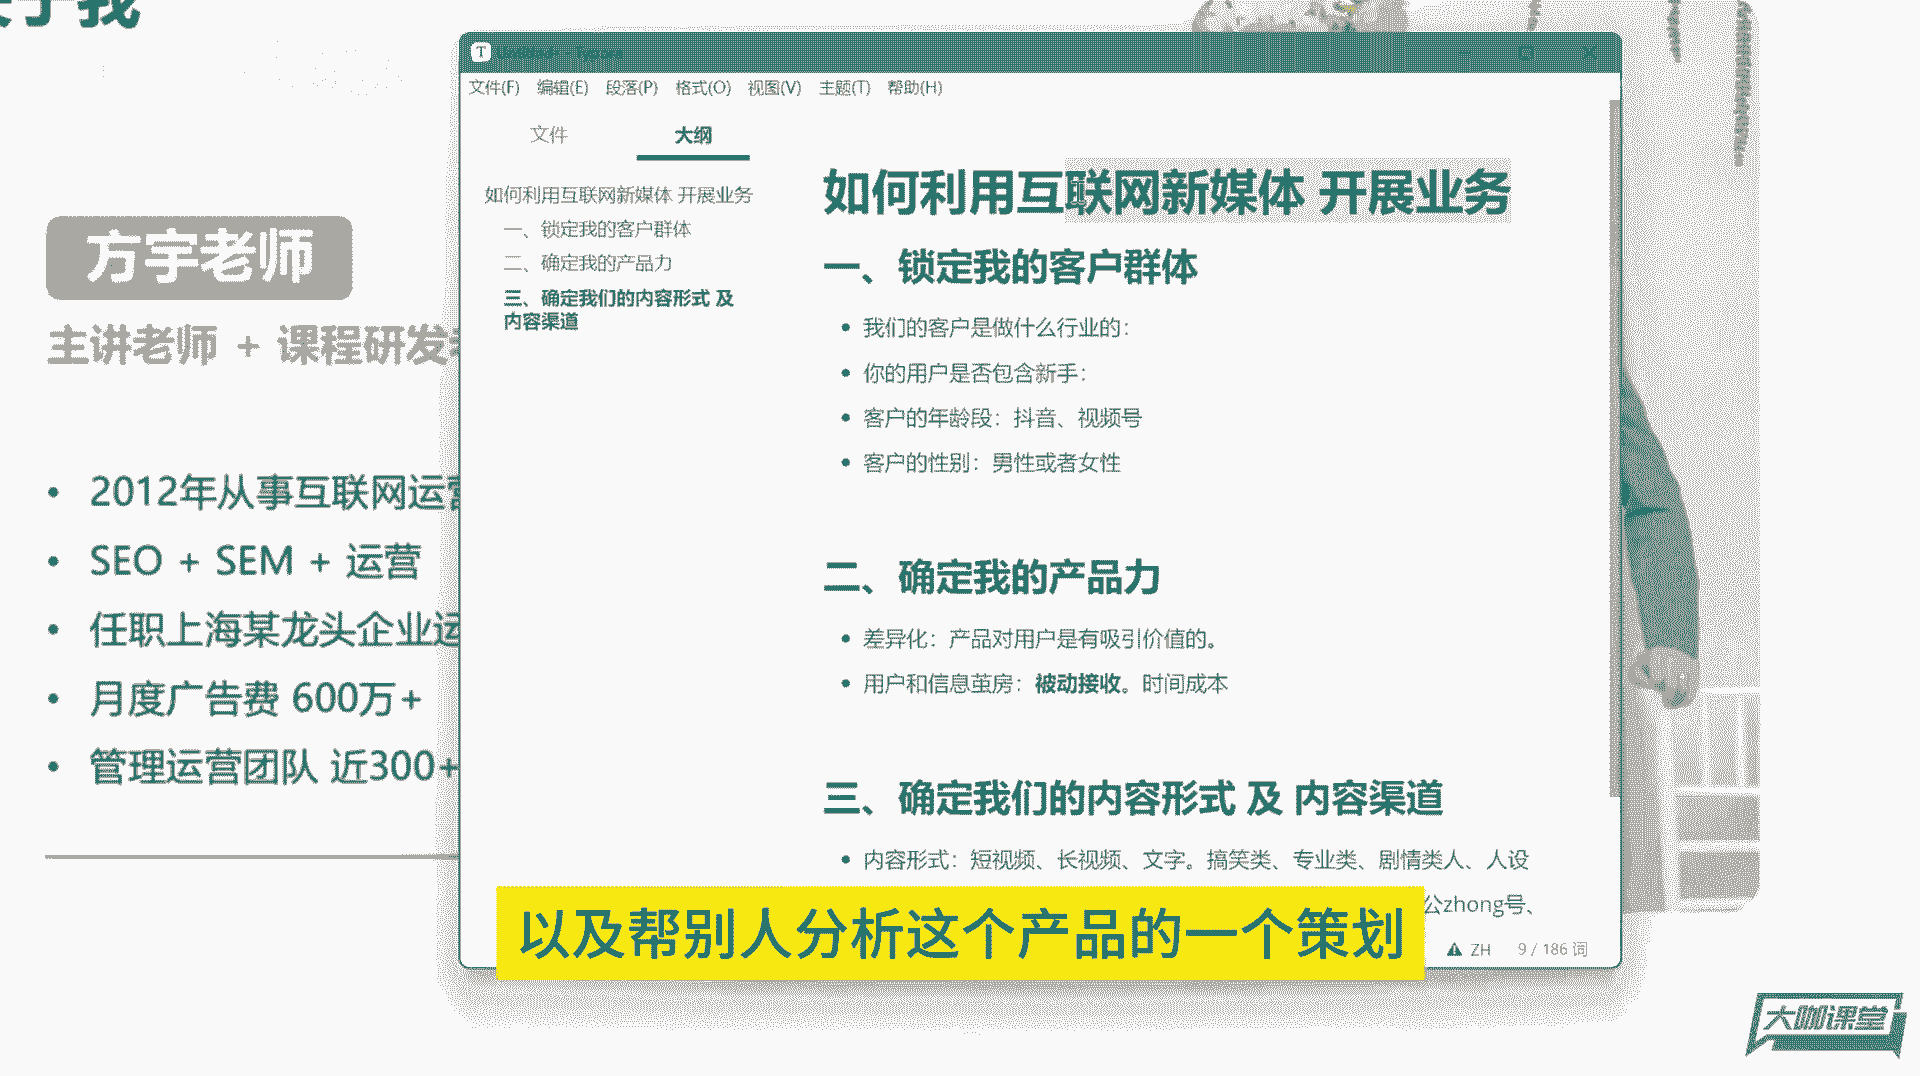 于我
方宇老师
主讲老师 + 课程研发
• 2012年从事互联网运营
• SEO + SEM + 运营
• 任职上海某龙头企业运
• 月度广告费 600万+
• 管理运营团队 近300+
T
文件(F) 编辑(E) 段落(P) 格式(O) 视图(V) 主题(T) 帮助(H)
文件 大纲
如何利用互联网新媒体 开展业务
一、锁定我的客户群体
二、确定我的产品力
三、确定我们的内容形式 及
内容渠道
如何利用互联网新媒体 开展业务
一、锁定我的客户群体
• 我们的客户是做什么行业的：
• 你的用户是否包含新手：
• 客户的年龄段：抖音、视频号
• 客户的性别：男性或者女性
二、确定我的产品力
• 差异化：产品对用户是有吸引价值的。
• 用户和信息茧房：被动接收。时间成本
三、确定我们的内容形式 及 内容渠道
• 内容形式：短视频、长视频、文字。搞笑类、专业类、剧情类人、人设
公zhong号、
以及帮别人分析这个产品的一个策划
ZH 9 / 186 词
大咖课堂